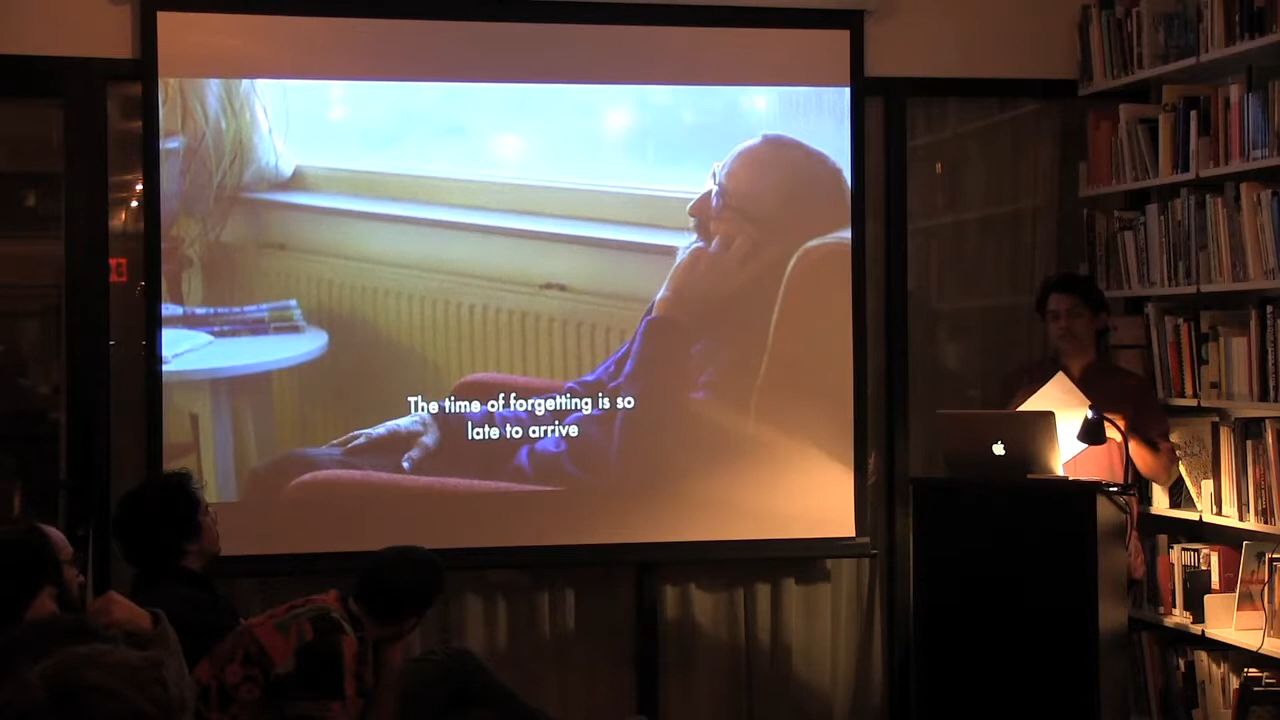 The time of forgetting is so
late to arrive